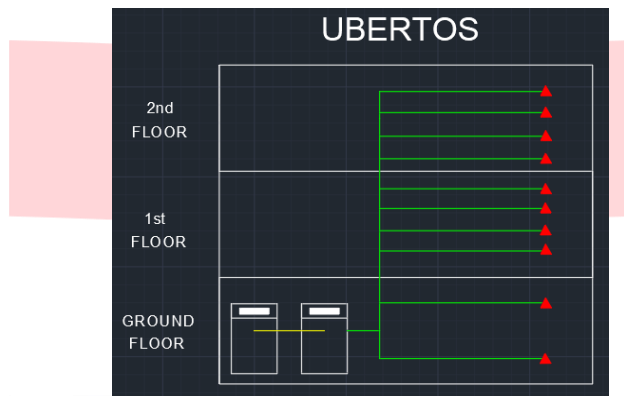 UBERTOS
2nd
FLOOR
1st
FLOOR
GROUND
FLOOR